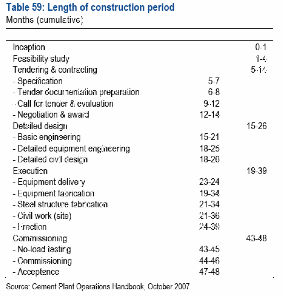 Table 59: Length of construction period
Months (cumulative)
Inception 0-1
Feasibility study 1-4
Tendering & contracting 5-14
- Specification 5-7
- Tender documentation preparation 6-8
- Call for tender & evaluation 9-12
- Negotiation & award 12-14
Detailed design 15-26
- Basic engineering 15-21
- Detailed equipment engineering 18-25
- Detailed civil design 18-26
Execution 19-39
- Equipment delivery 23-24
- Equipment fabrication 19-34
- Steel structure fabrication 21-34
- Civil work (site) 21-36
- Erection 24-39
Commissioning 43-48
- No-load testing 43-45
- Commissioning 44-46
- Acceptance 47-48
Source: Cement Plant Operations Handbook, October 2007